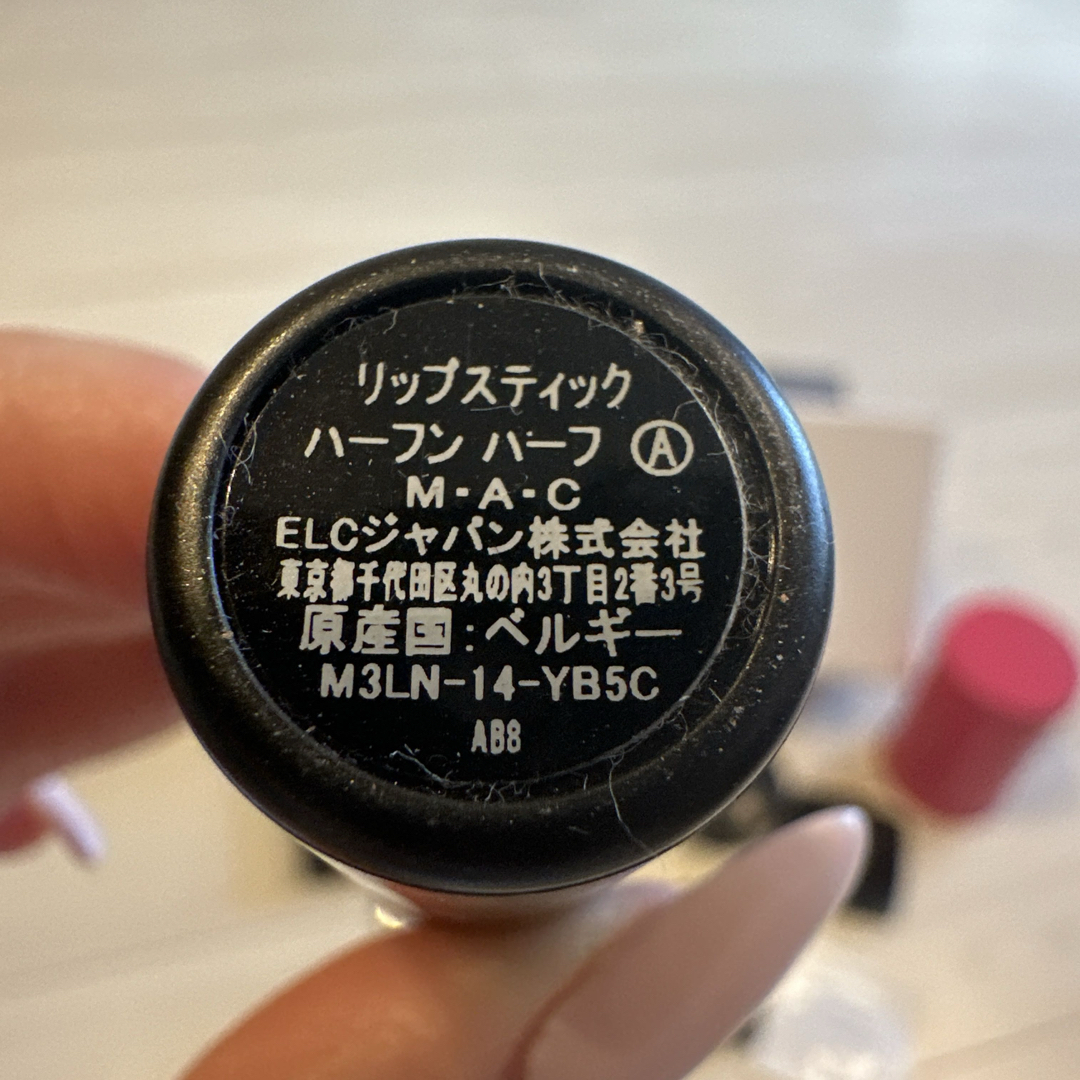 リップスティック
ハーフン ハーフ Ⓐ
M・A・C
ELCジャパン株式会社
東京都千代田区丸の内3丁目2番3号
原産国:ベルギー
M3LN-14-YB5C
AB8